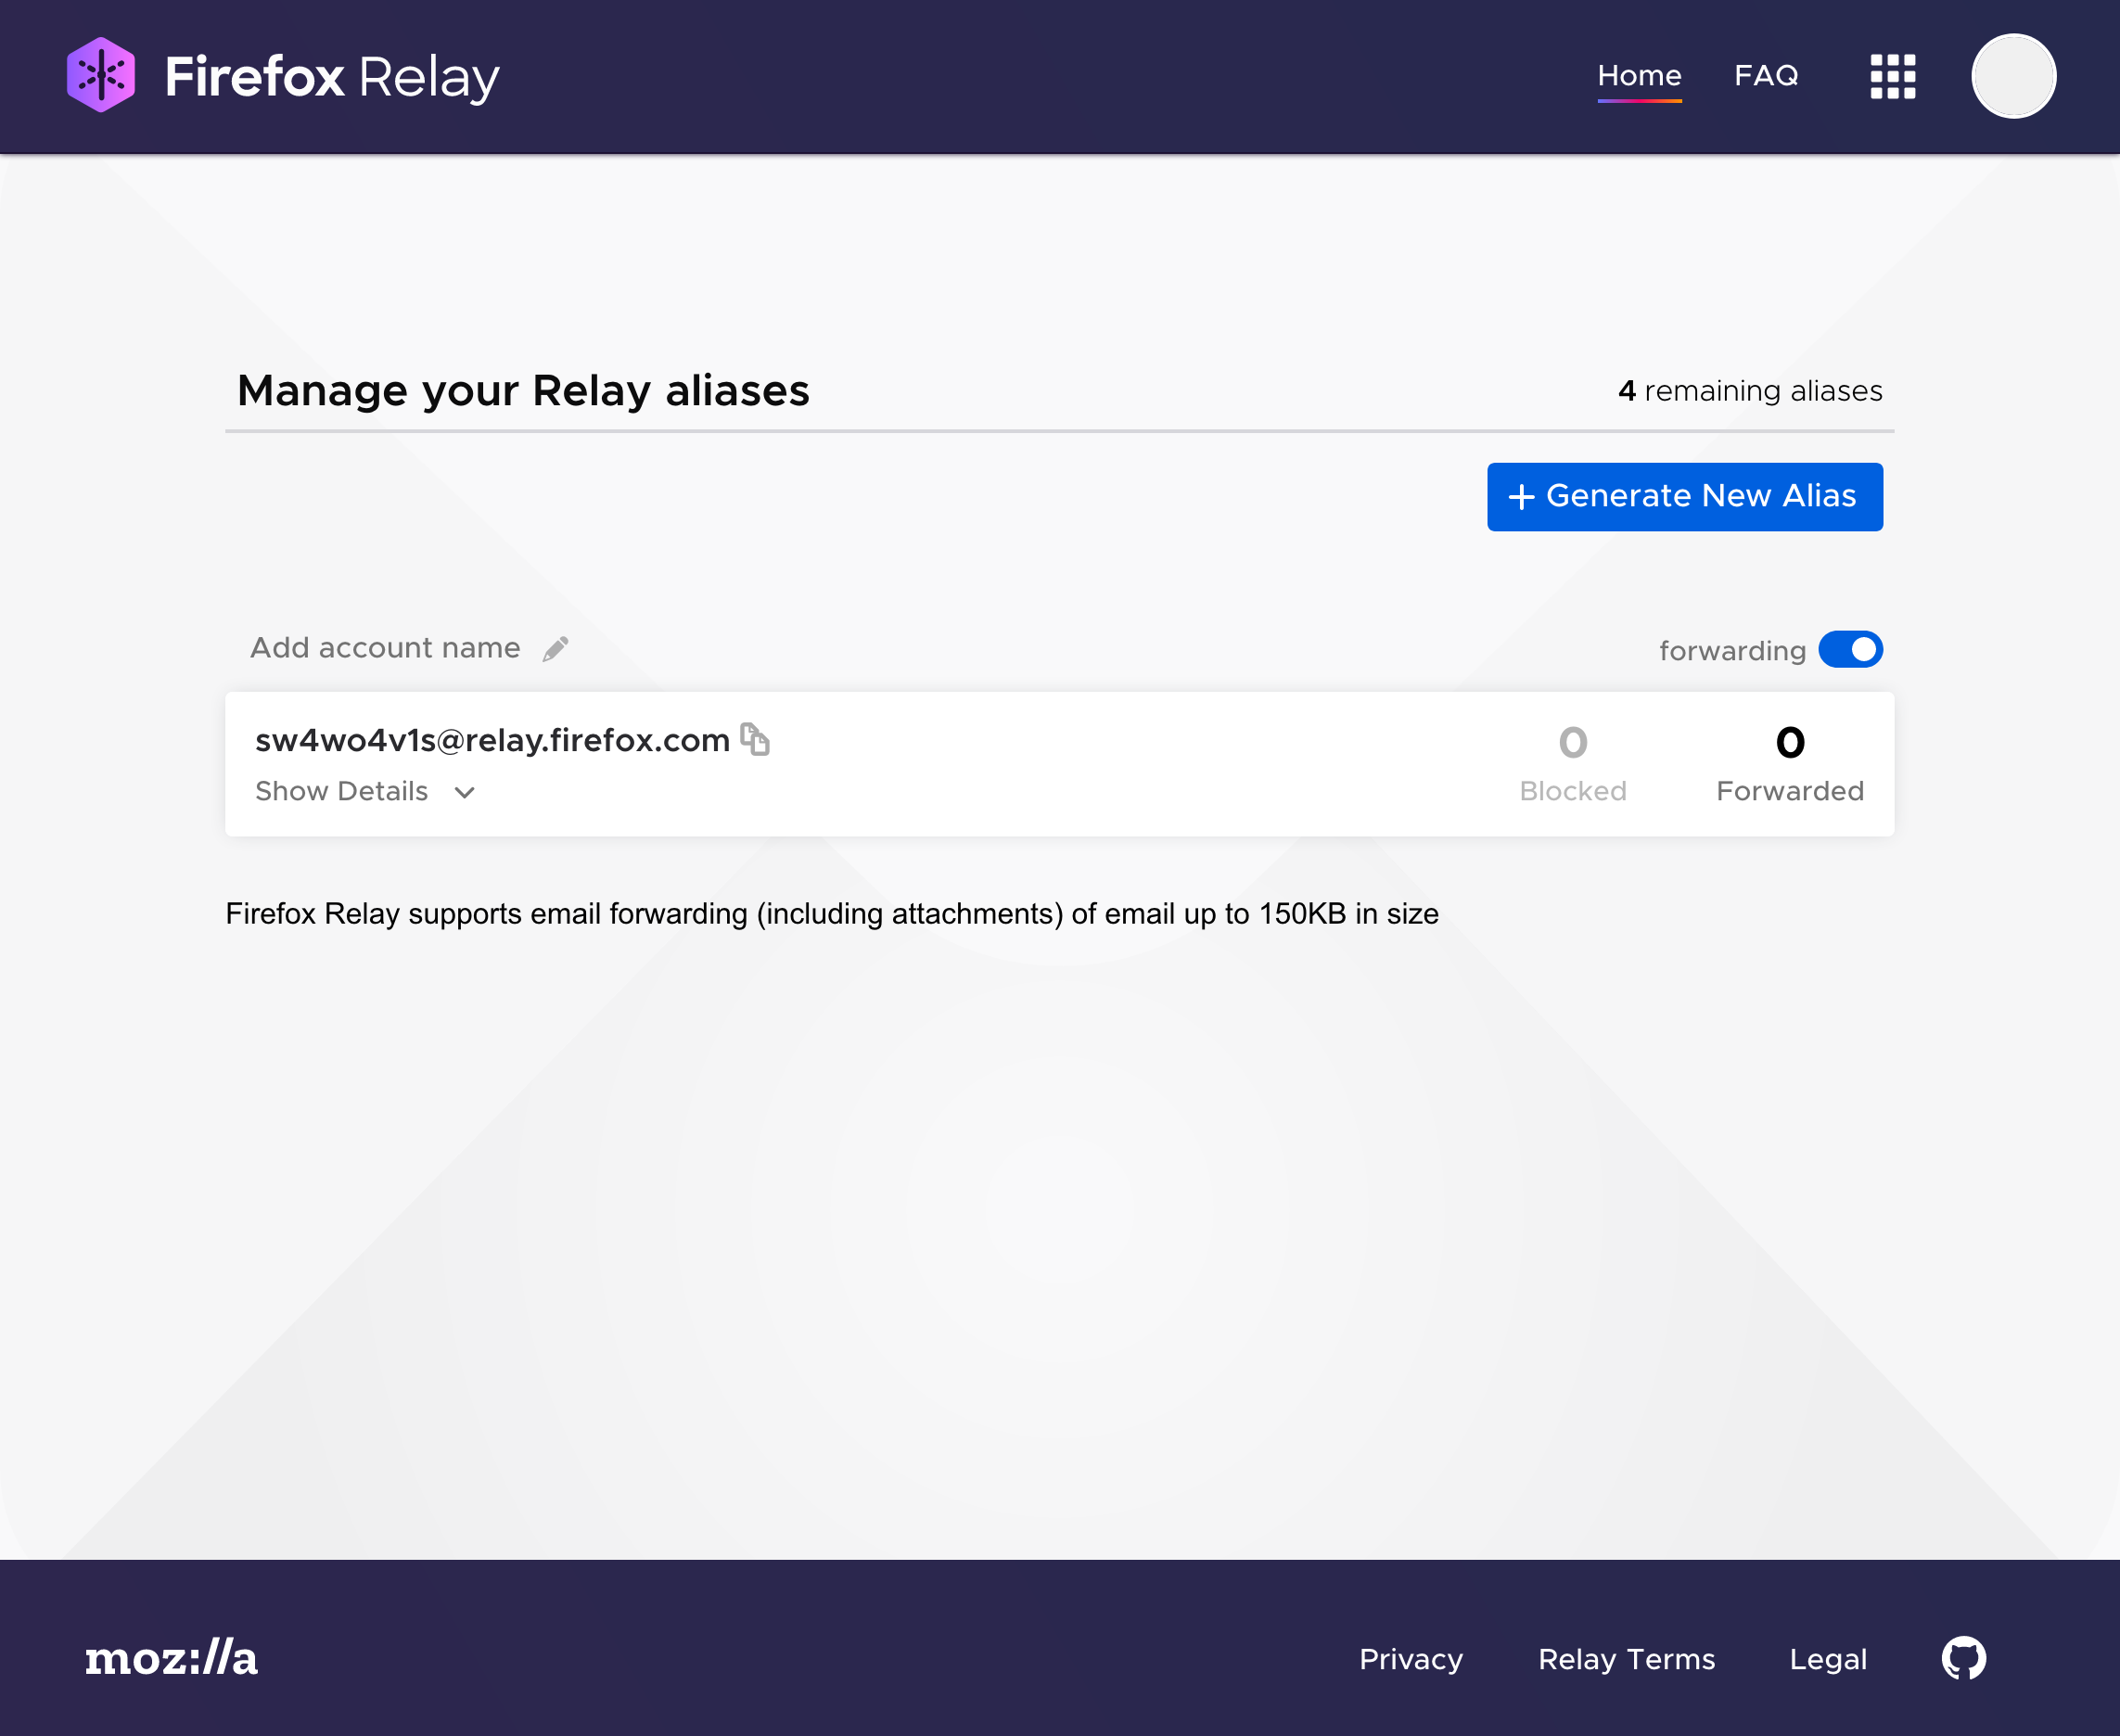 Firefox Relay
Home
FAQ
Manage your Relay aliases
4 remaining aliases
Generate New Alias
Add account name
forwarding
sw4wo4v1s@relay.firefox.com
0
0
Show Details
Blocked
Forwarded
Firefox Relay supports email forwarding (including attachments) of email up to 150KB in size
moz://a
Privacy
Relay Terms
Legal